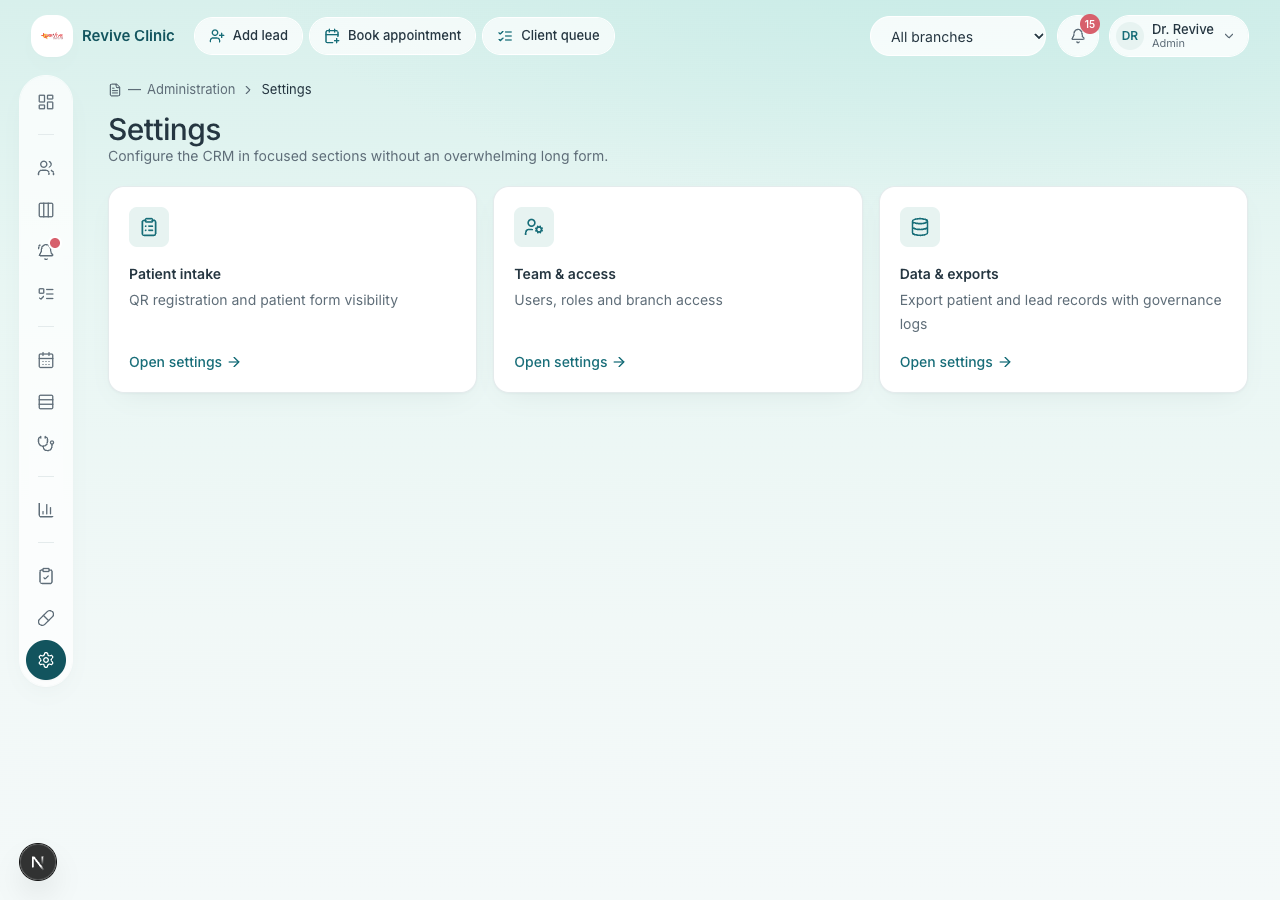 Revive Clinic
Add lead
Book appointment
Client queue
All branches
15
DR
Dr. Revive
Admin
— Administration > Settings
Settings
Configure the CRM in focused sections without an overwhelming long form.
Patient intake
QR registration and patient form visibility
Open settings →
Team & access
Users, roles and branch access
Open settings →
Data & exports
Export patient and lead records with governance
logs
Open settings →
N